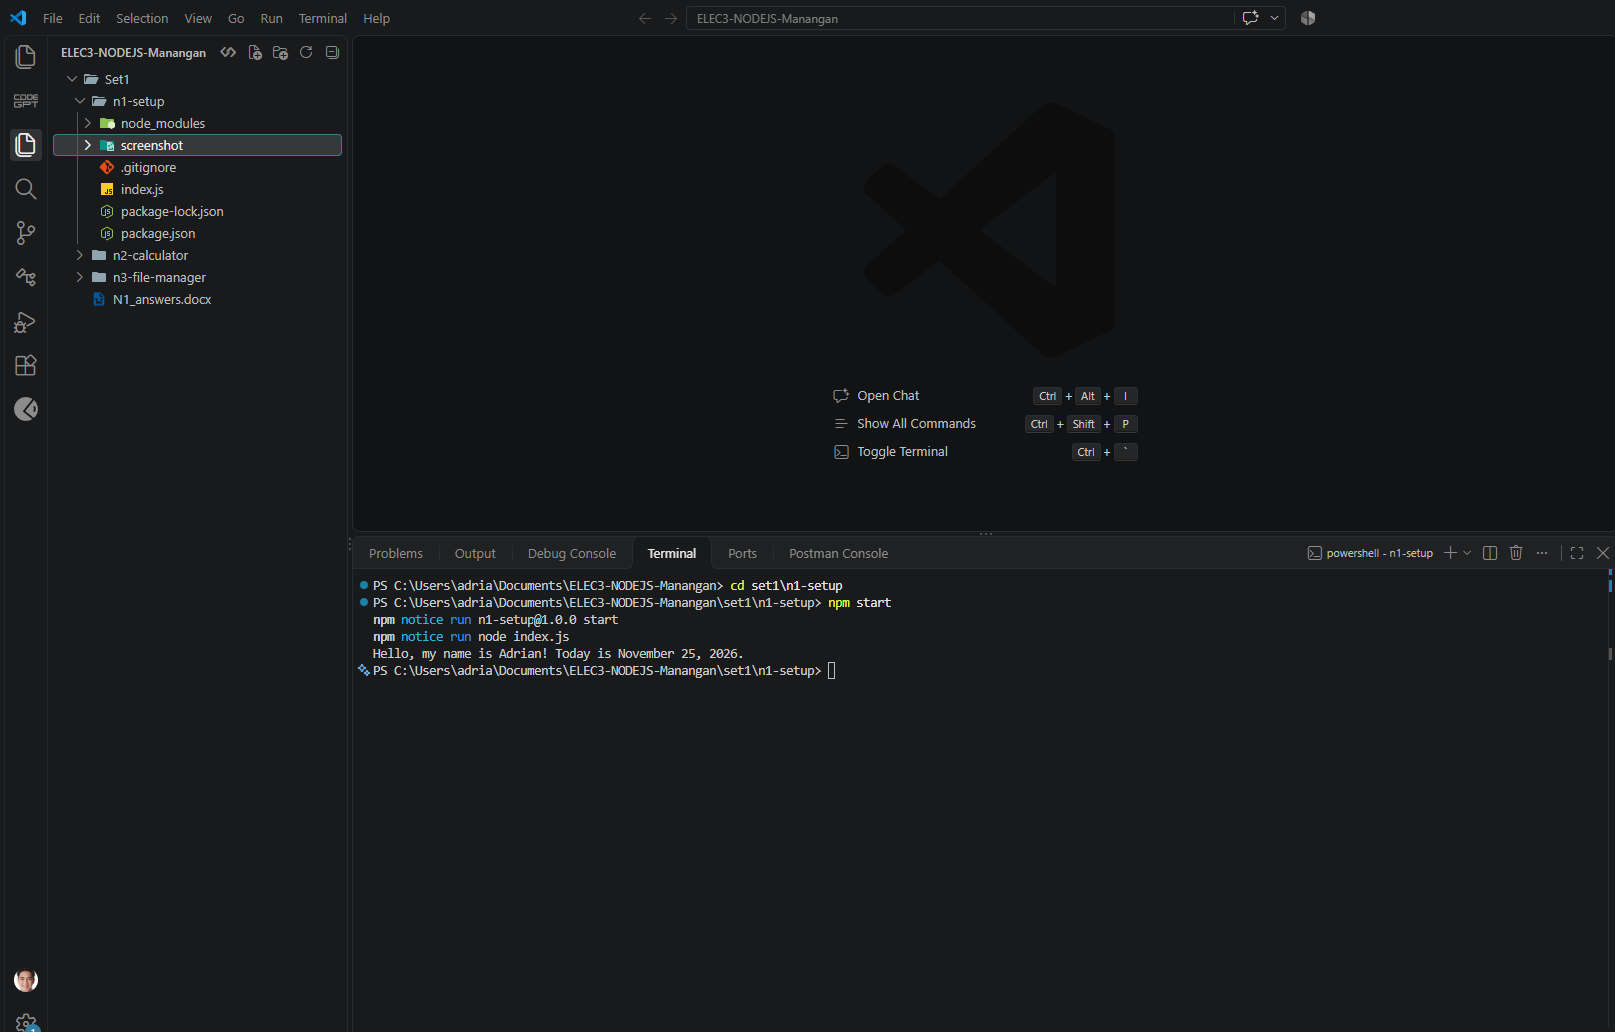 File Edit Selection View Go Run Terminal Help
ELEC3-NODEJS-Manangan
ELEC3-NODEJS-Manangan
Set1
n1-setup
node_modules
screenshot
.gitignore
index.js
package-lock.json
package.json
n2-calculator
n3-file-manager
N1_answers.docx
CODE
GPT
Open Chat Ctrl + Alt + I
Show All Commands Ctrl + Shift + P
Toggle Terminal Ctrl + `
Problems Output Debug Console Terminal Ports Postman Console
powershell - n1-setup
PS C:\Users\adria\Documents\ELEC3-NODEJS-Manangan> cd set1\n1-setup
PS C:\Users\adria\Documents\ELEC3-NODEJS-Manangan\set1\n1-setup> npm start
npm notice run n1-setup@1.0.0 start
npm notice run node index.js
Hello, my name is Adrian! Today is November 25, 2026.
PS C:\Users\adria\Documents\ELEC3-NODEJS-Manangan\set1\n1-setup>
1